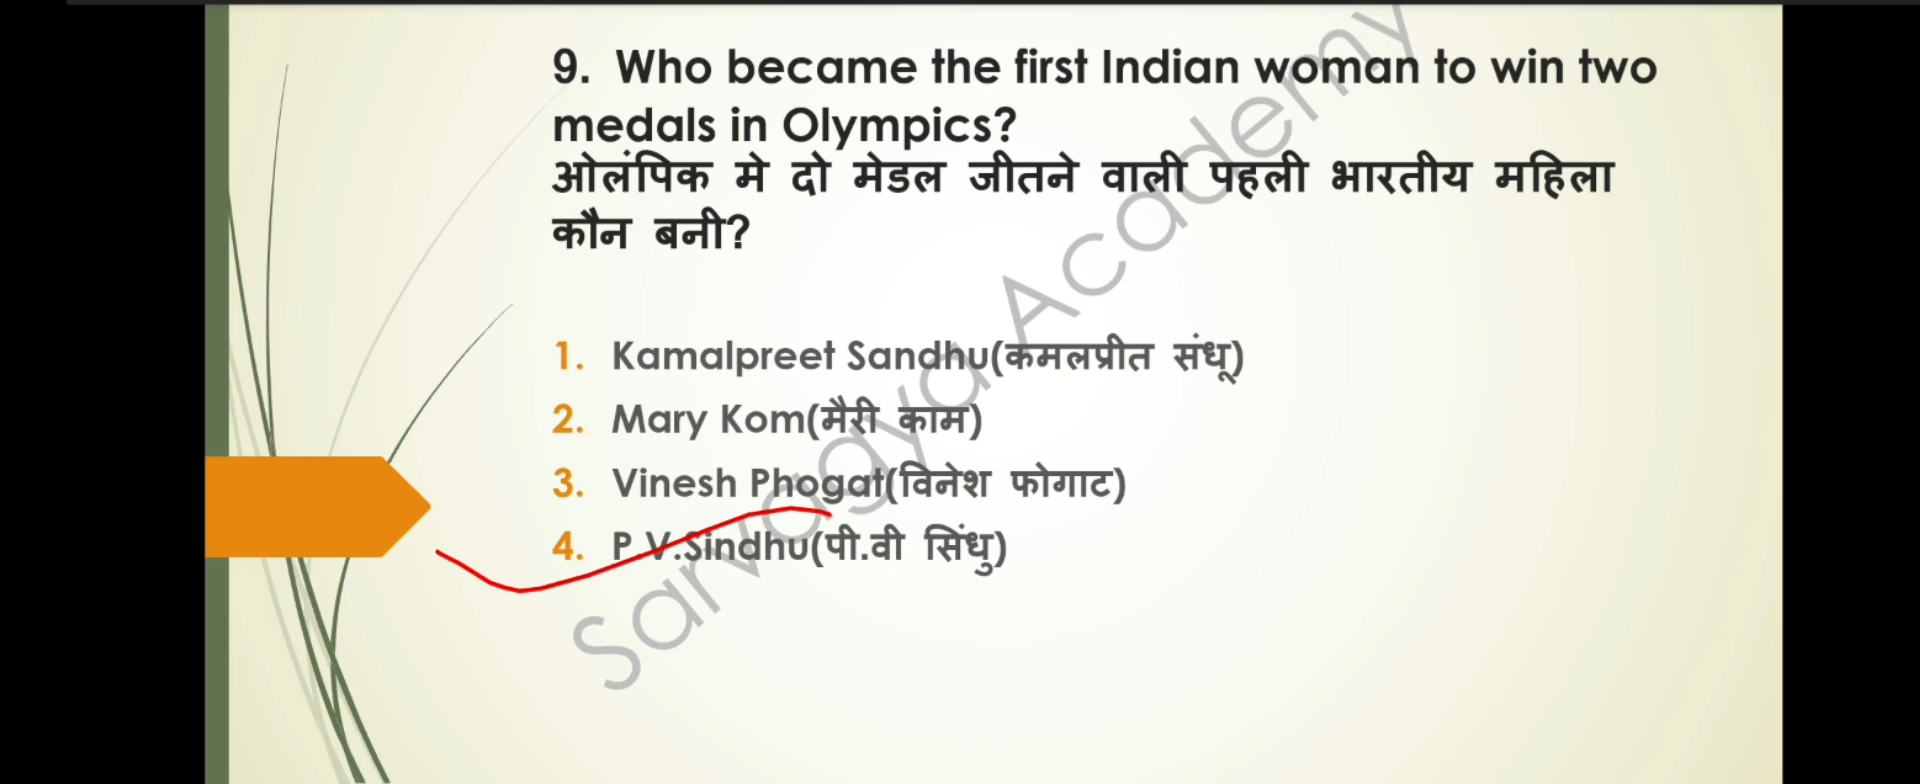 9. Who became the first Indian woman to win two
medals in Olympics?
ओलंपिक मे दो मेडल जीतने वाली पहली भारतीय महिला
कौन बनी?
1. Kamalpreet Sandhu(कमलप्रीत संधू)
2. Mary Kom(मैरी काम)
3. Vinesh Phogat(विनेश फोगाट)
4. P.V.Sindhu(पी.वी सिंधु)
Sarvagya Academy